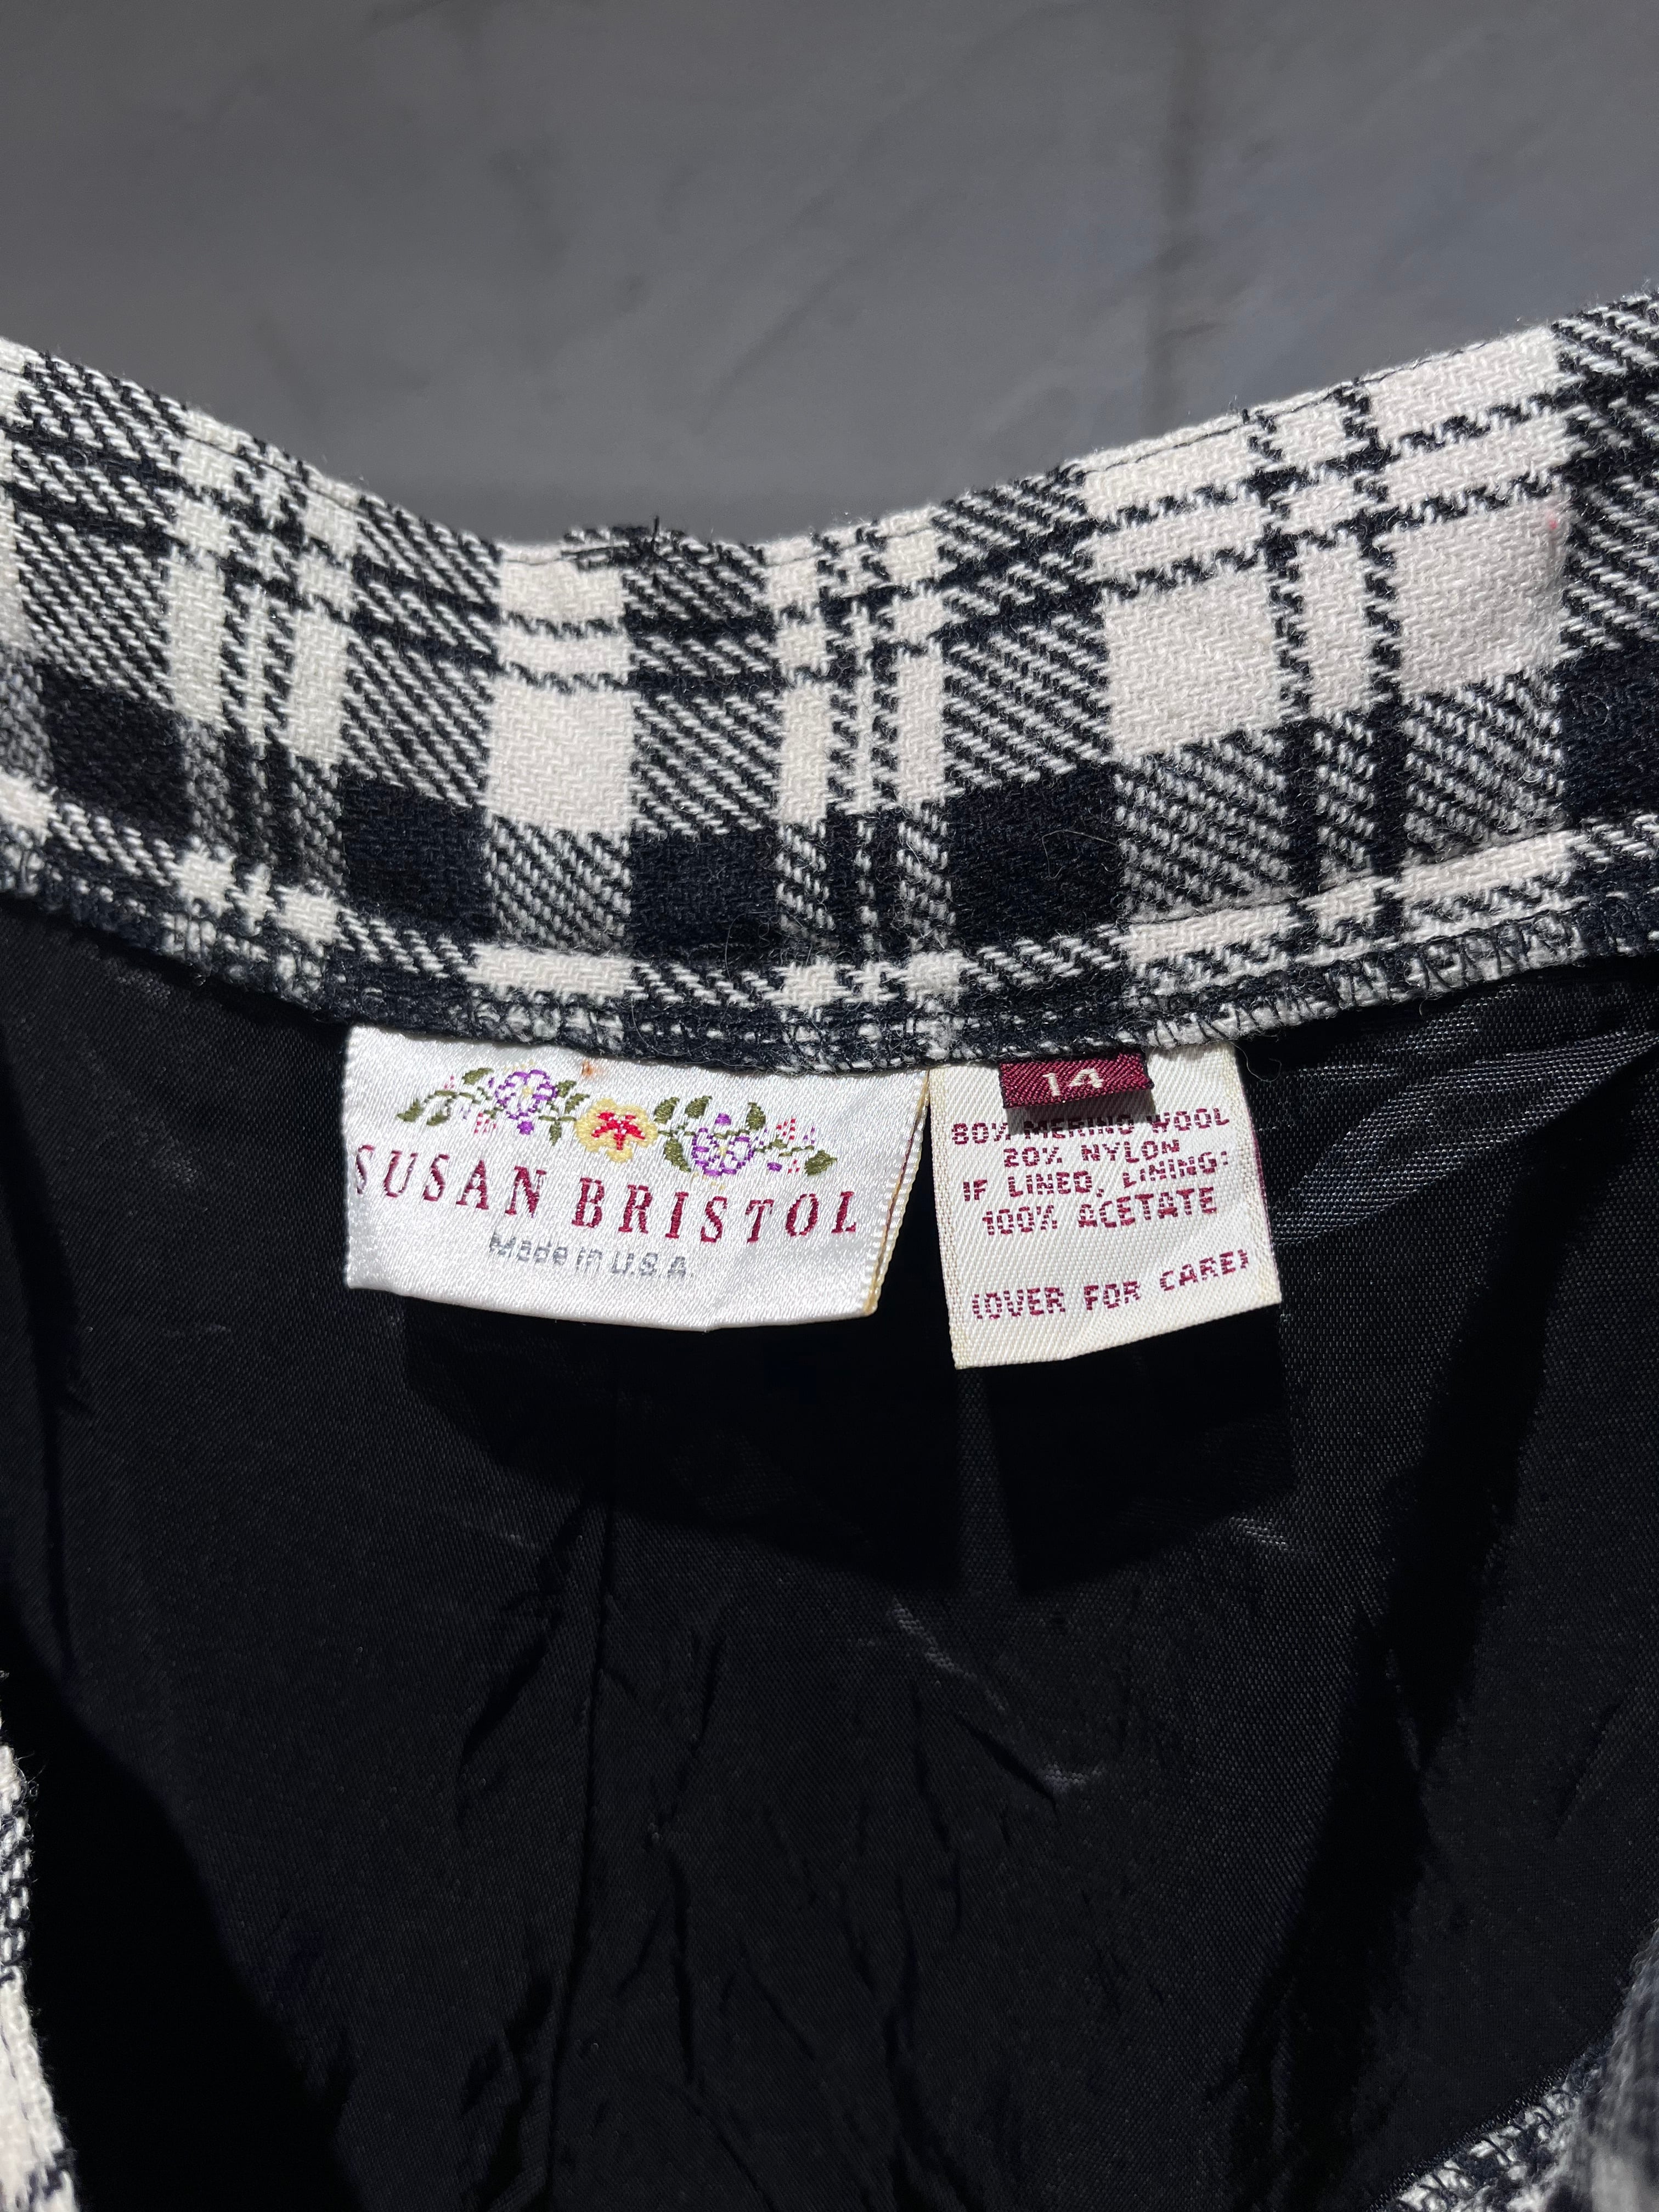 SUSAN BRISTOL
Made in U.S.A.
14
80% MERINO WOOL
20% NYLON
IF LINED, LINING:
100% ACETATE
(OVER FOR CARE)